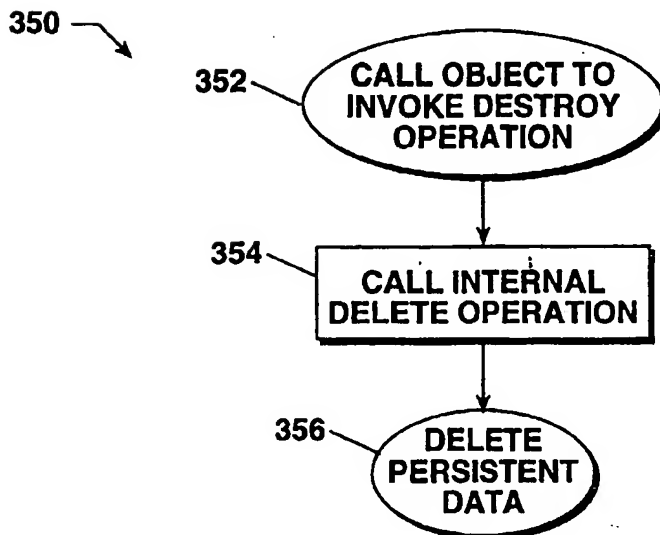 350
352
CALL OBJECT TO
INVOKE DESTROY
OPERATION
354
CALL INTERNAL
DELETE OPERATION
356
DELETE
PERSISTENT
DATA